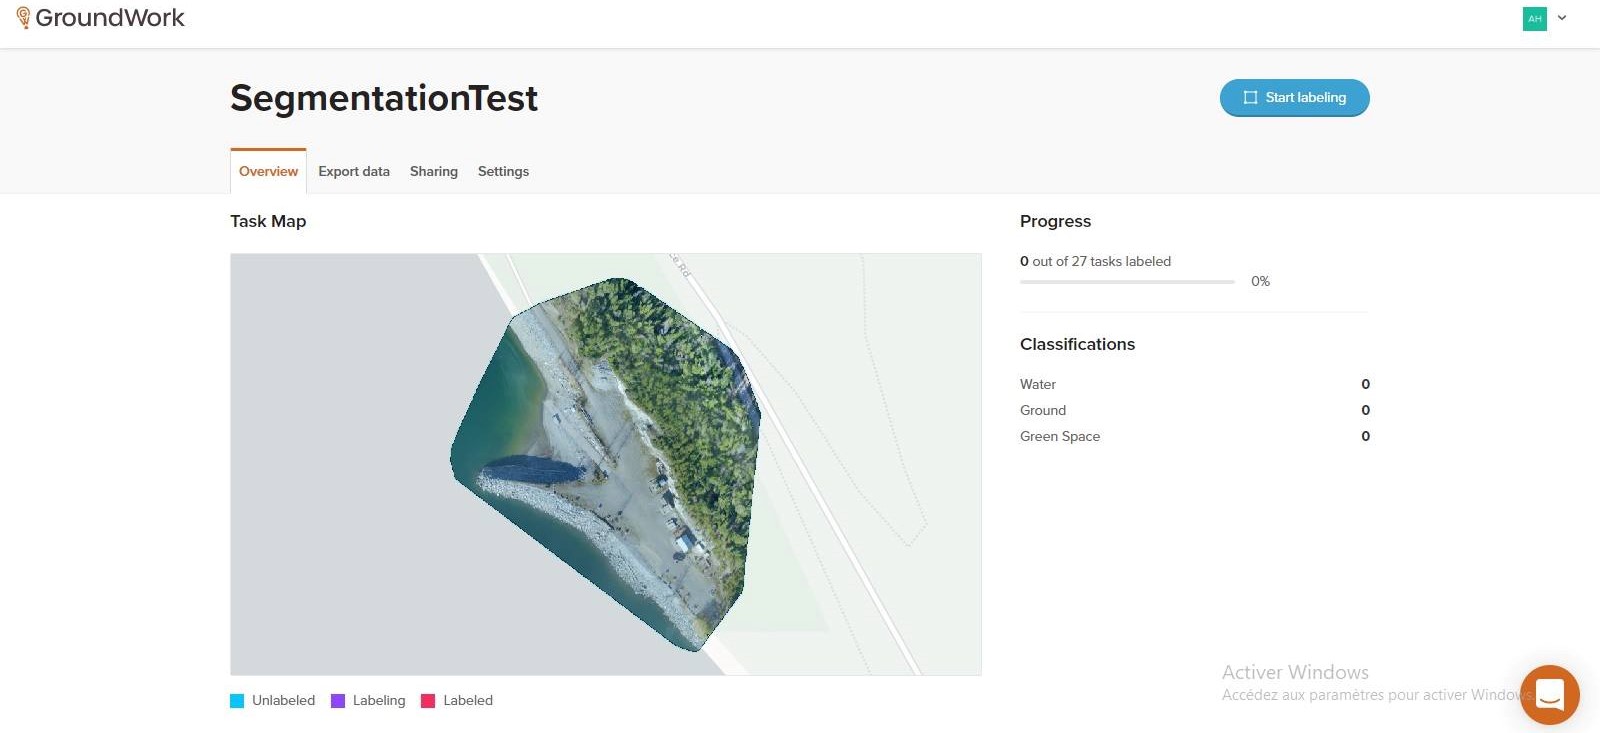 GroundWork
AH
SegmentationTest
Start labeling
Overview
Export data
Sharing
Settings
Task Map
ce Rd
Unlabeled
Labeling
Labeled
Progress
0 out of 27 tasks labeled
0%
Classifications
Water 0
Ground 0
Green Space 0
Activer Windows
Accédez aux paramètres pour activer Windows.